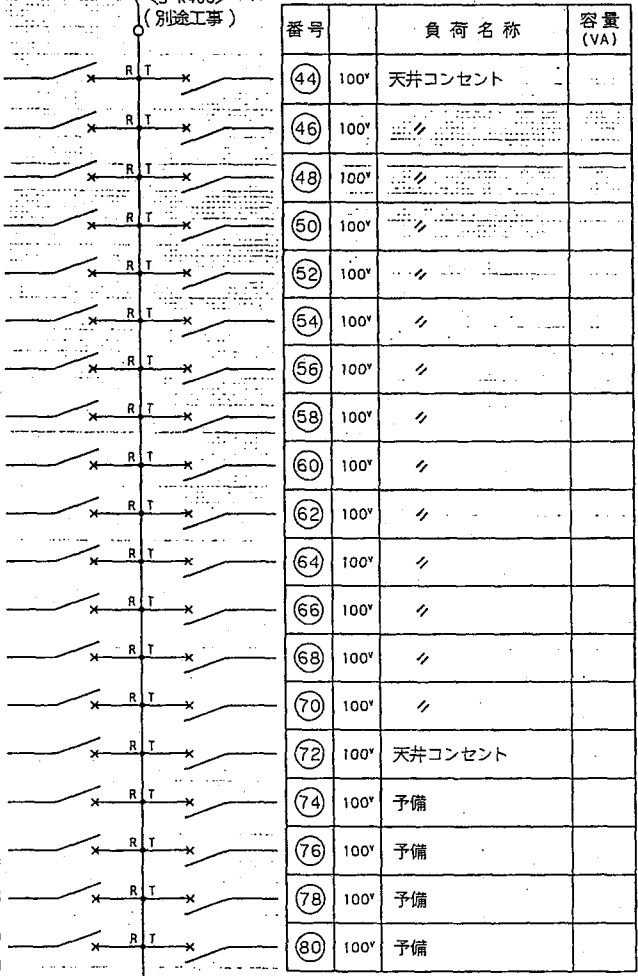 (別途工事)
番号 負荷名称 容量(VA)
R T 44 100V 天井コンセント
R T 46 100V 〃
R T 48 100V 〃
R T 50 100V 〃
R T 52 100V 〃
R T 54 100V 〃
R T 56 100V 〃
R T 58 100V 〃
R T 60 100V 〃
R T 62 100V 〃
R T 64 100V 〃
R T 66 100V 〃
R T 68 100V 〃
R T 70 100V 〃
R T 72 100V 天井コンセント
R T 74 100V 予備
R T 76 100V 予備
R T 78 100V 予備
R T 80 100V 予備